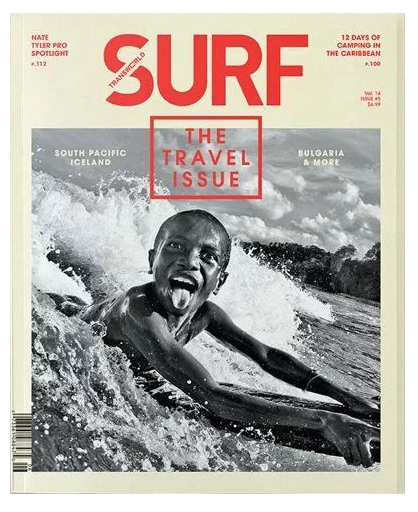 NATE
TYLER PRO
SPOTLIGHT
P.112
TRANSWORLD
SURF
12 DAYS OF
CAMPING IN
THE CARIBBEAN
P.100
Vol. 14
ISSUE #5
$6.99
THE
TRAVEL
ISSUE
SOUTH PACIFIC
ICELAND
BULGARIA
& MORE